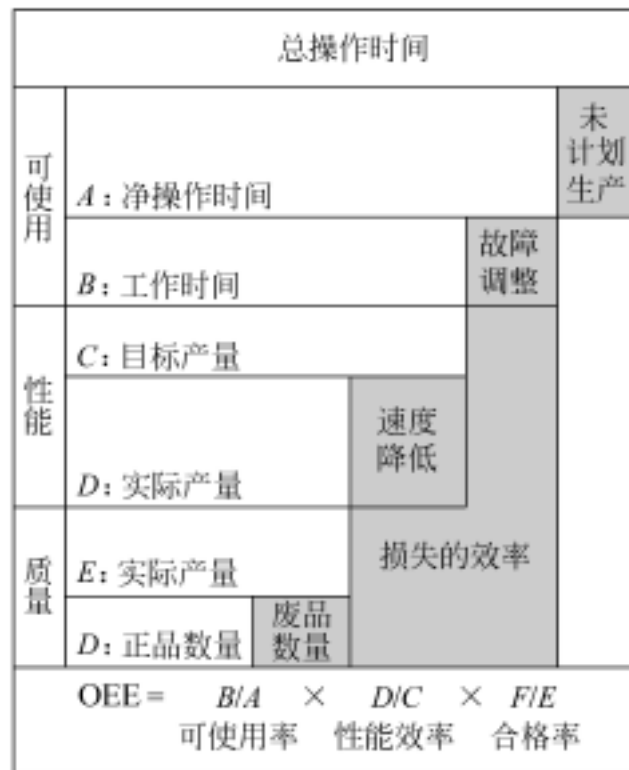 总操作时间
可使用
未
计划
生产
A：净操作时间
故障
调整
B：工作时间
性能
C：目标产量
速度
降低
D：实际产量
质量
E：实际产量
损失的效率
D：正品数量
废品
数量
OEE = B/A × D/C × F/E
可使用率 性能效率 合格率